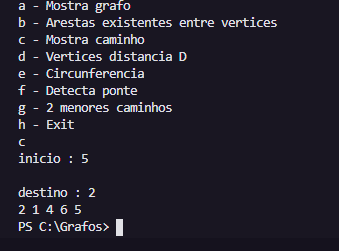 a - Mostra grafo
b - Arestas existentes entre vertices
c - Mostra caminho
d - Vertices distancia D
e - Circunferencia
f - Detecta ponte
g - 2 menores caminhos
h - Exit
c
inicio : 5
destino : 2
2 1 4 6 5
PS C:\Grafos>